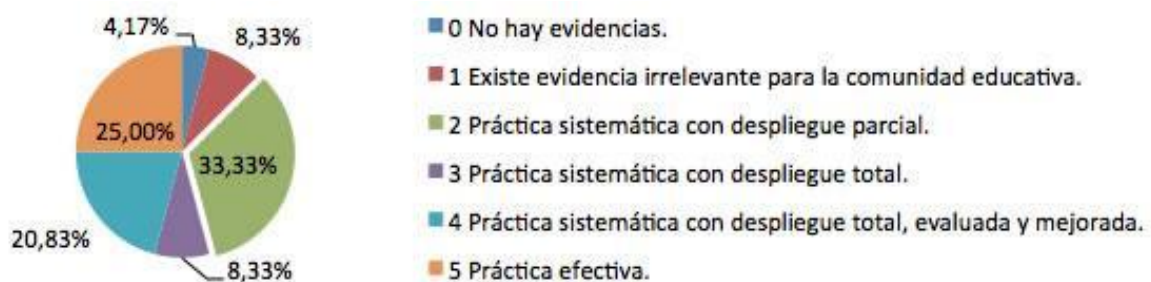 4,17%
8,33%
25,00%
33,33%
20,83%
8,33%
0 No hay evidencias.
1 Existe evidencia irrelevante para la comunidad educativa.
2 Práctica sistemática con despliegue parcial.
3 Práctica sistemática con despliegue total.
4 Práctica sistemática con despliegue total, evaluada y mejorada.
5 Práctica efectiva.